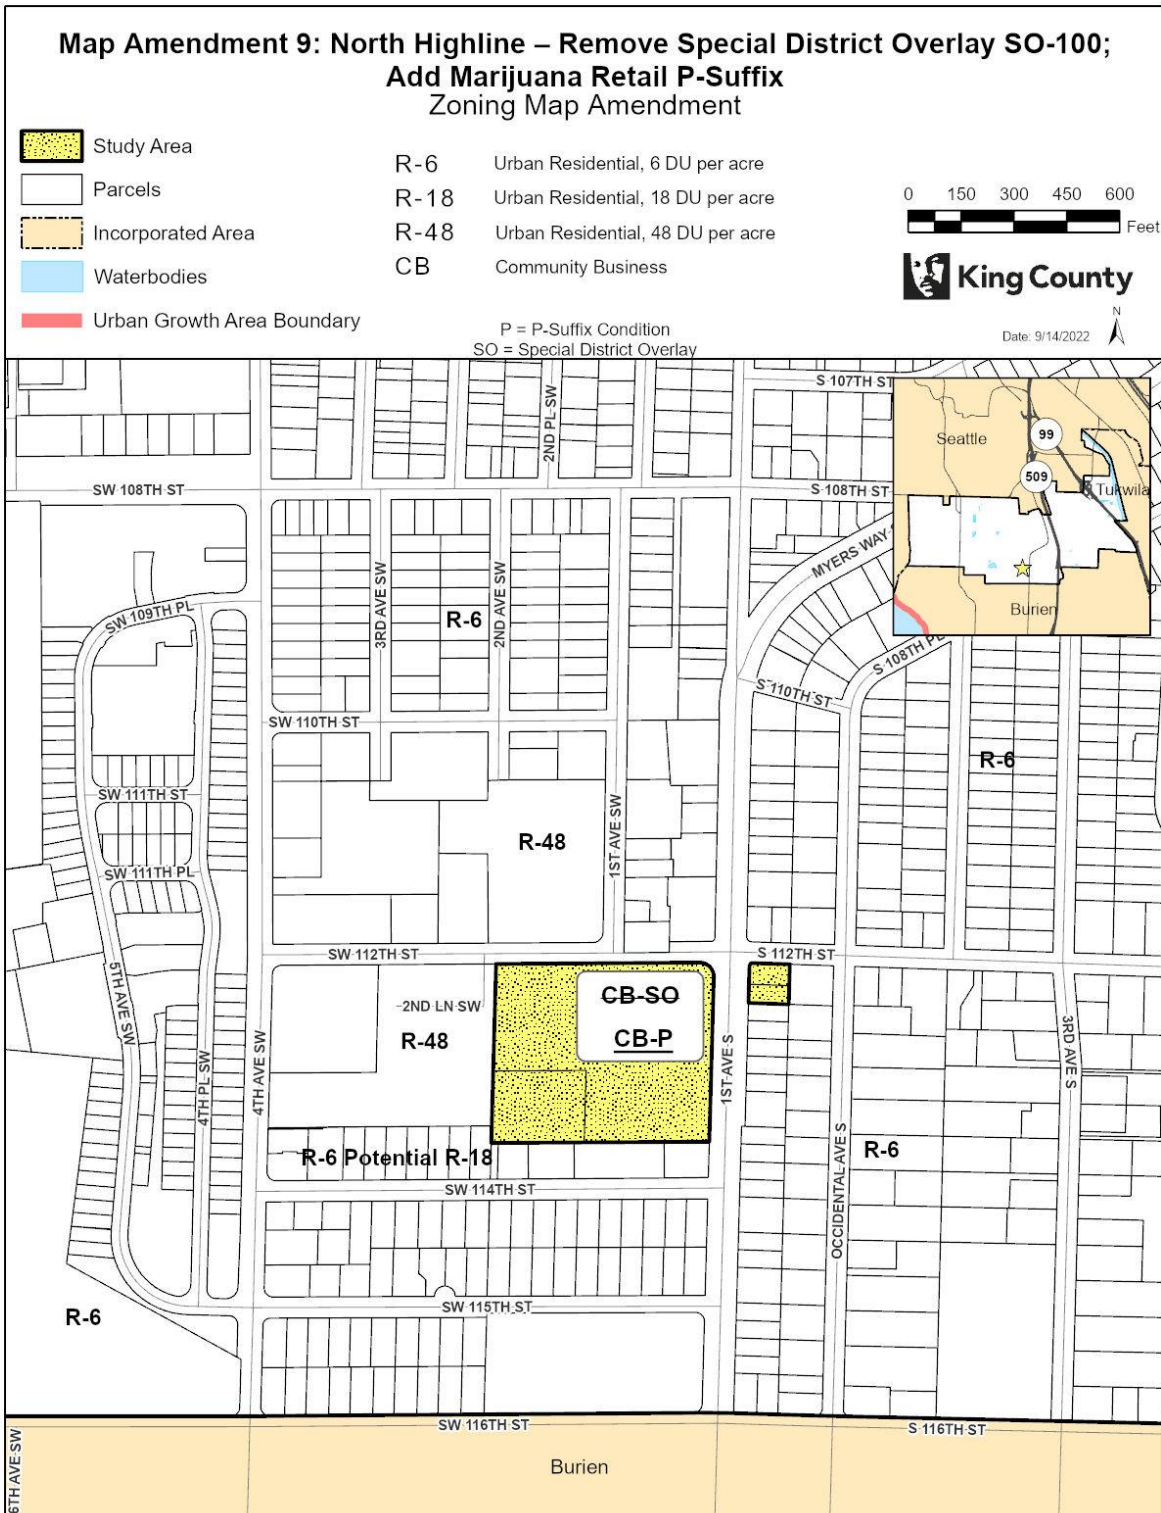 Map Amendment 9: North Highline – Remove Special District Overlay SO-100;
Add Marijuana Retail P-Suffix
Zoning Map Amendment
Study Area
Parcels
Incorporated Area
Waterbodies
Urban Growth Area Boundary
R-6 Urban Residential, 6 DU per acre
R-18 Urban Residential, 18 DU per acre
R-48 Urban Residential, 48 DU per acre
CB Community Business
P = P-Suffix Condition
SO = Special District Overlay
0 150 300 450 600
Feet
King County
N
Date: 9/14/2022
S 107TH ST
2ND PL SW
Seattle
99
509
Tukwila
Burien
SW 108TH ST
S 108TH ST
MYERS WAY
SW 109TH PL
3RD AVE SW
R-6
2ND AVE SW
S 108TH PL
S 110TH ST
SW 110TH ST
R-6
SW 111TH ST
R-48
1ST AVE SW
SW 111TH PL
SW 112TH ST
S 112TH ST
5TH AVE SW
2ND LN SW
CB-SO
CB-P
R-48
4TH AVE SW
4TH PL SW
1ST AVE S
3RD AVE S
OCCIDENTAL AVE S
R-6
R-6 Potential R-18
SW 114TH ST
SW 115TH ST
R-6
SW 116TH ST
S 116TH ST
6TH AVE SW
Burien